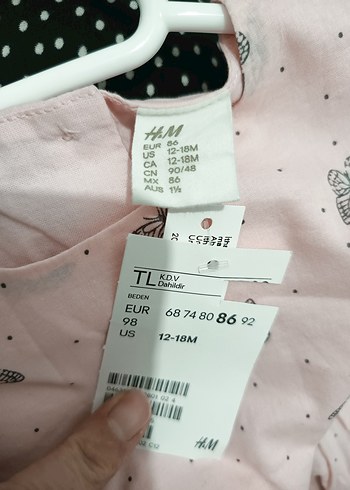 H&M
EUR 86
US 12-18M
CA 12-18M
CN 90/48
MX 86
AUS 1½
TL K.D.V
Dahildir
BEDEN
EUR 68 74 80 86 92
98
US 12-18M
H&M